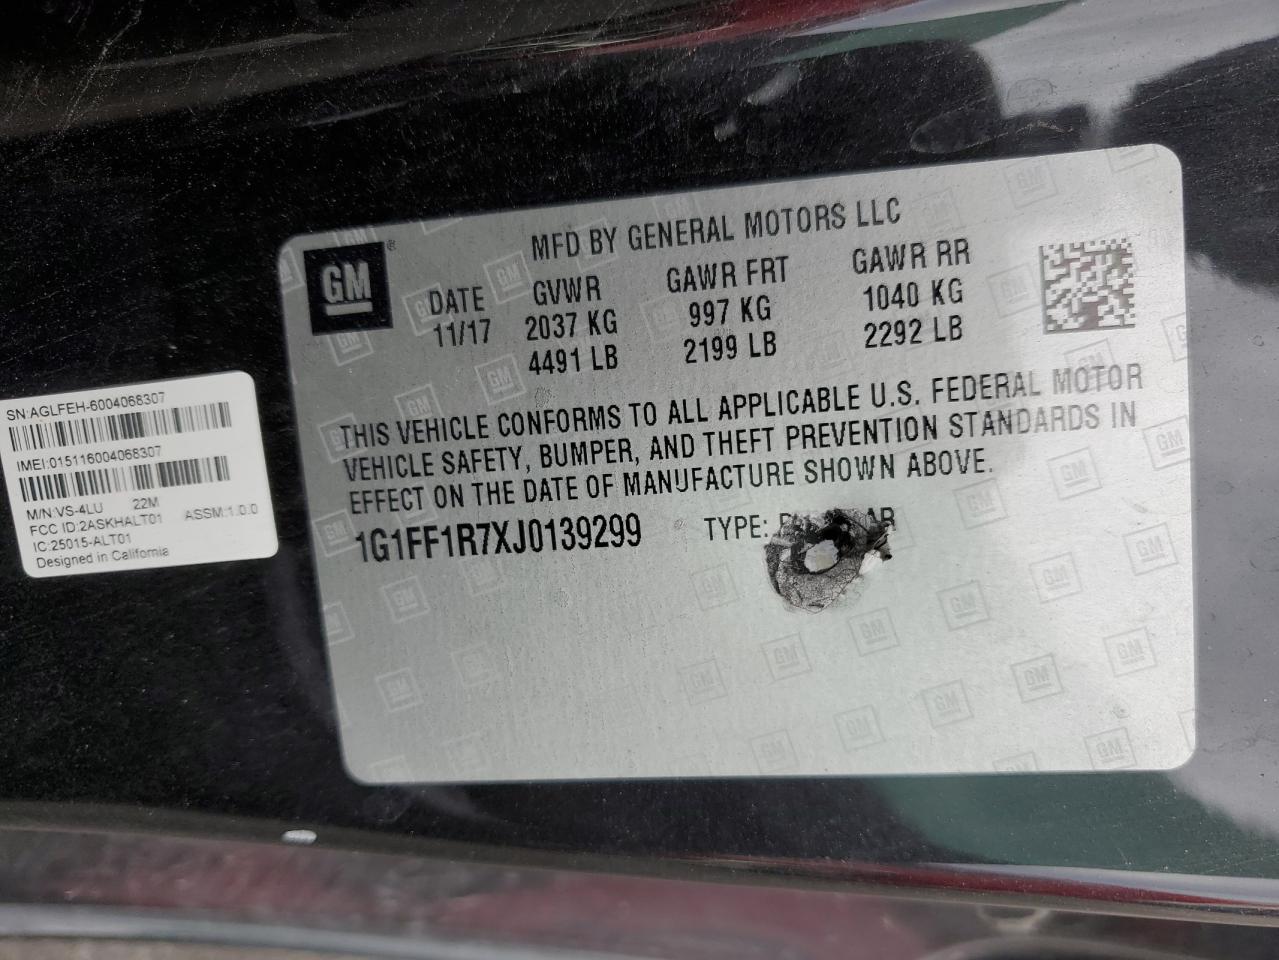 GM
MFD BY GENERAL MOTORS LLC
DATE GVWR GAWR FRT GAWR RR
11/17 2037 KG 997 KG 1040 KG
4491 LB 2199 LB 2292 LB
THIS VEHICLE CONFORMS TO ALL APPLICABLE U.S. FEDERAL MOTOR
VEHICLE SAFETY, BUMPER, AND THEFT PREVENTION STANDARDS IN
EFFECT ON THE DATE OF MANUFACTURE SHOWN ABOVE.
1G1FF1R7XJ0139299 TYPE:
SN:AGLFEH-6004068307
IMEI:015116004068307
M/N:VS-4LU 22M
FCC ID:2ASKHALT01 ASSM:1.0.0
IC:25015-ALT01
Designed in California